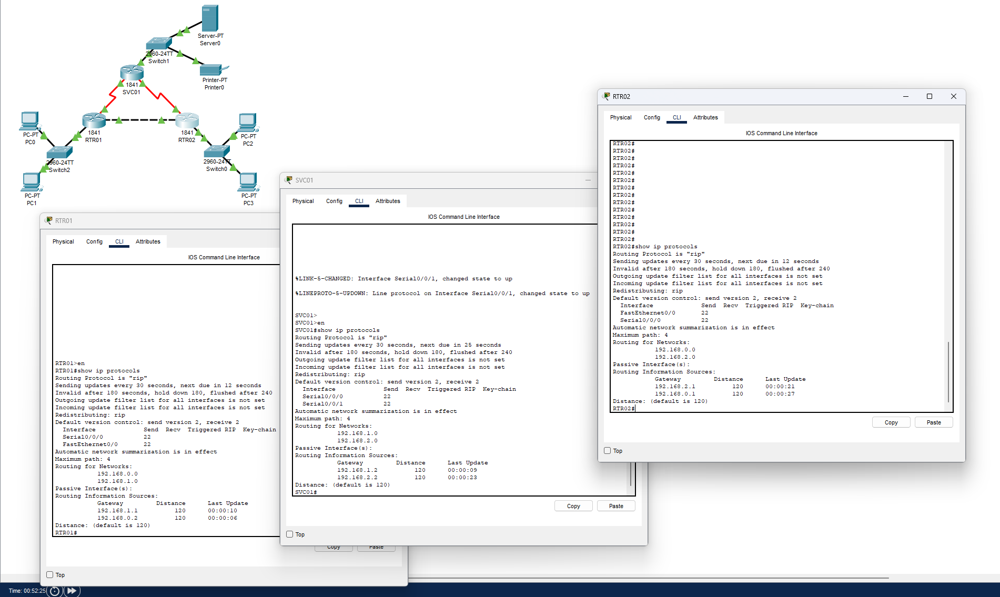 Server-PT
Server0
2960-24TT
Switch1
Printer-PT
Printer0
1841
SVC01
PC-PT
PC0
1841
RTR01
1841
RTR02
PC-PT
PC2
2960-24TT
Switch2
2960-24TT
Switch0
PC-PT
PC1
PC-PT
PC3
RTR01
Physical Config CLI Attributes
IOS Command Line Interface
RTR01>en
RTR01#show ip protocols
Routing Protocol is "rip"
Sending updates every 30 seconds, next due in 12 seconds
Invalid after 180 seconds, hold down 180, flushed after 240
Outgoing update filter list for all interfaces is not set
Incoming update filter list for all interfaces is not set
Redistributing: rip
Default version control: send version 2, receive 2
Interface Send Recv Triggered RIP Key-chain
Serial0/0/0 22
FastEthernet0/0 22
Automatic network summarization is in effect
Maximum path: 4
Routing for Networks:
192.168.0.0
192.168.1.0
Passive Interface(s):
Routing Information Sources:
Gateway Distance Last Update
192.168.1.1 120 00:00:10
192.168.0.2 120 00:00:06
Distance: (default is 120)
RTR01#
Copy Paste
Top
SVC01
Physical Config CLI Attributes
IOS Command Line Interface
%LINK-5-CHANGED: Interface Serial0/0/1, changed state to up
%LINEPROTO-5-UPDOWN: Line protocol on Interface Serial0/0/1, changed state to up
SVC01>
SVC01>en
SVC01#show ip protocols
Routing Protocol is "rip"
Sending updates every 30 seconds, next due in 25 seconds
Invalid after 180 seconds, hold down 180, flushed after 240
Outgoing update filter list for all interfaces is not set
Incoming update filter list for all interfaces is not set
Redistributing: rip
Default version control: send version 2, receive 2
Interface Send Recv Triggered RIP Key-chain
Serial0/0/0 22
Serial0/0/1 22
Automatic network summarization is in effect
Maximum path: 4
Routing for Networks:
192.168.1.0
192.168.2.0
Passive Interface(s):
Routing Information Sources:
Gateway Distance Last Update
192.168.1.2 120 00:00:09
192.168.2.2 120 00:00:23
Distance: (default is 120)
SVC01#
Copy Paste
Top
RTR02
Physical Config CLI Attributes
IOS Command Line Interface
RTR02#
RTR02#
RTR02#
RTR02#
RTR02#
RTR02#
RTR02#
RTR02#
RTR02#
RTR02#
RTR02#
RTR02#
RTR02#
RTR02#
RTR02#show ip protocols
Routing Protocol is "rip"
Sending updates every 30 seconds, next due in 12 seconds
Invalid after 180 seconds, hold down 180, flushed after 240
Outgoing update filter list for all interfaces is not set
Incoming update filter list for all interfaces is not set
Redistributing: rip
Default version control: send version 2, receive 2
Interface Send Recv Triggered RIP Key-chain
FastEthernet0/0 22
Serial0/0/0 22
Automatic network summarization is in effect
Maximum path: 4
Routing for Networks:
192.168.0.0
192.168.2.0
Passive Interface(s):
Routing Information Sources:
Gateway Distance Last Update
192.168.2.1 120 00:00:21
192.168.0.1 120 00:00:27
Distance: (default is 120)
RTR02#
Copy Paste
Top
Time: 00:52:25